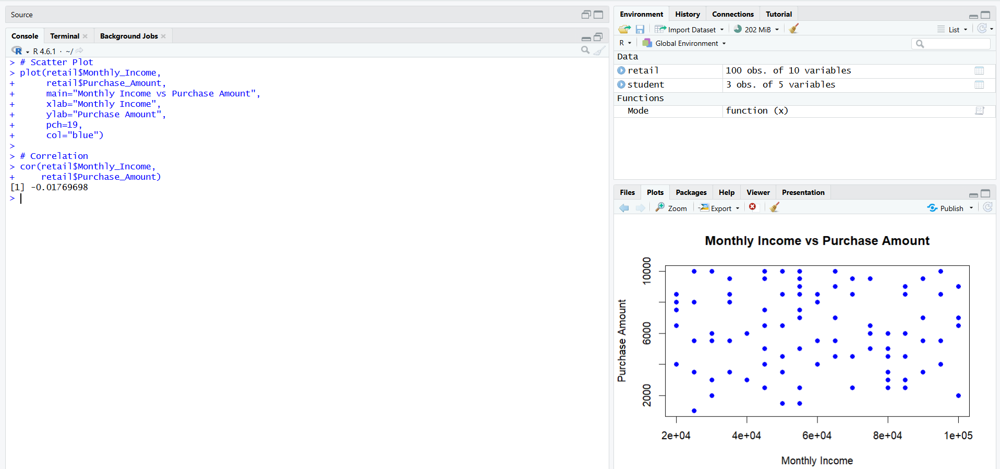 Source
Console Terminal Background Jobs
R 4.6.1 · ~/
> # Scatter Plot
> plot(retail$Monthly_Income,
+      retail$Purchase_Amount,
+      main="Monthly Income vs Purchase Amount",
+      xlab="Monthly Income",
+      ylab="Purchase Amount",
+      pch=19,
+      col="blue")
>
> # Correlation
> cor(retail$Monthly_Income,
+     retail$Purchase_Amount)
[1] -0.01769698
>
Environment History Connections Tutorial
Import Dataset 202 MiB List
R Global Environment
Data
retail 100 obs. of 10 variables
student 3 obs. of 5 variables
Functions
Mode function (x)
Files Plots Packages Help Viewer Presentation
Zoom Export Publish
Monthly Income vs Purchase Amount
Purchase Amount
10000
6000
2000
2e+04 4e+04 6e+04 8e+04 1e+05
Monthly Income